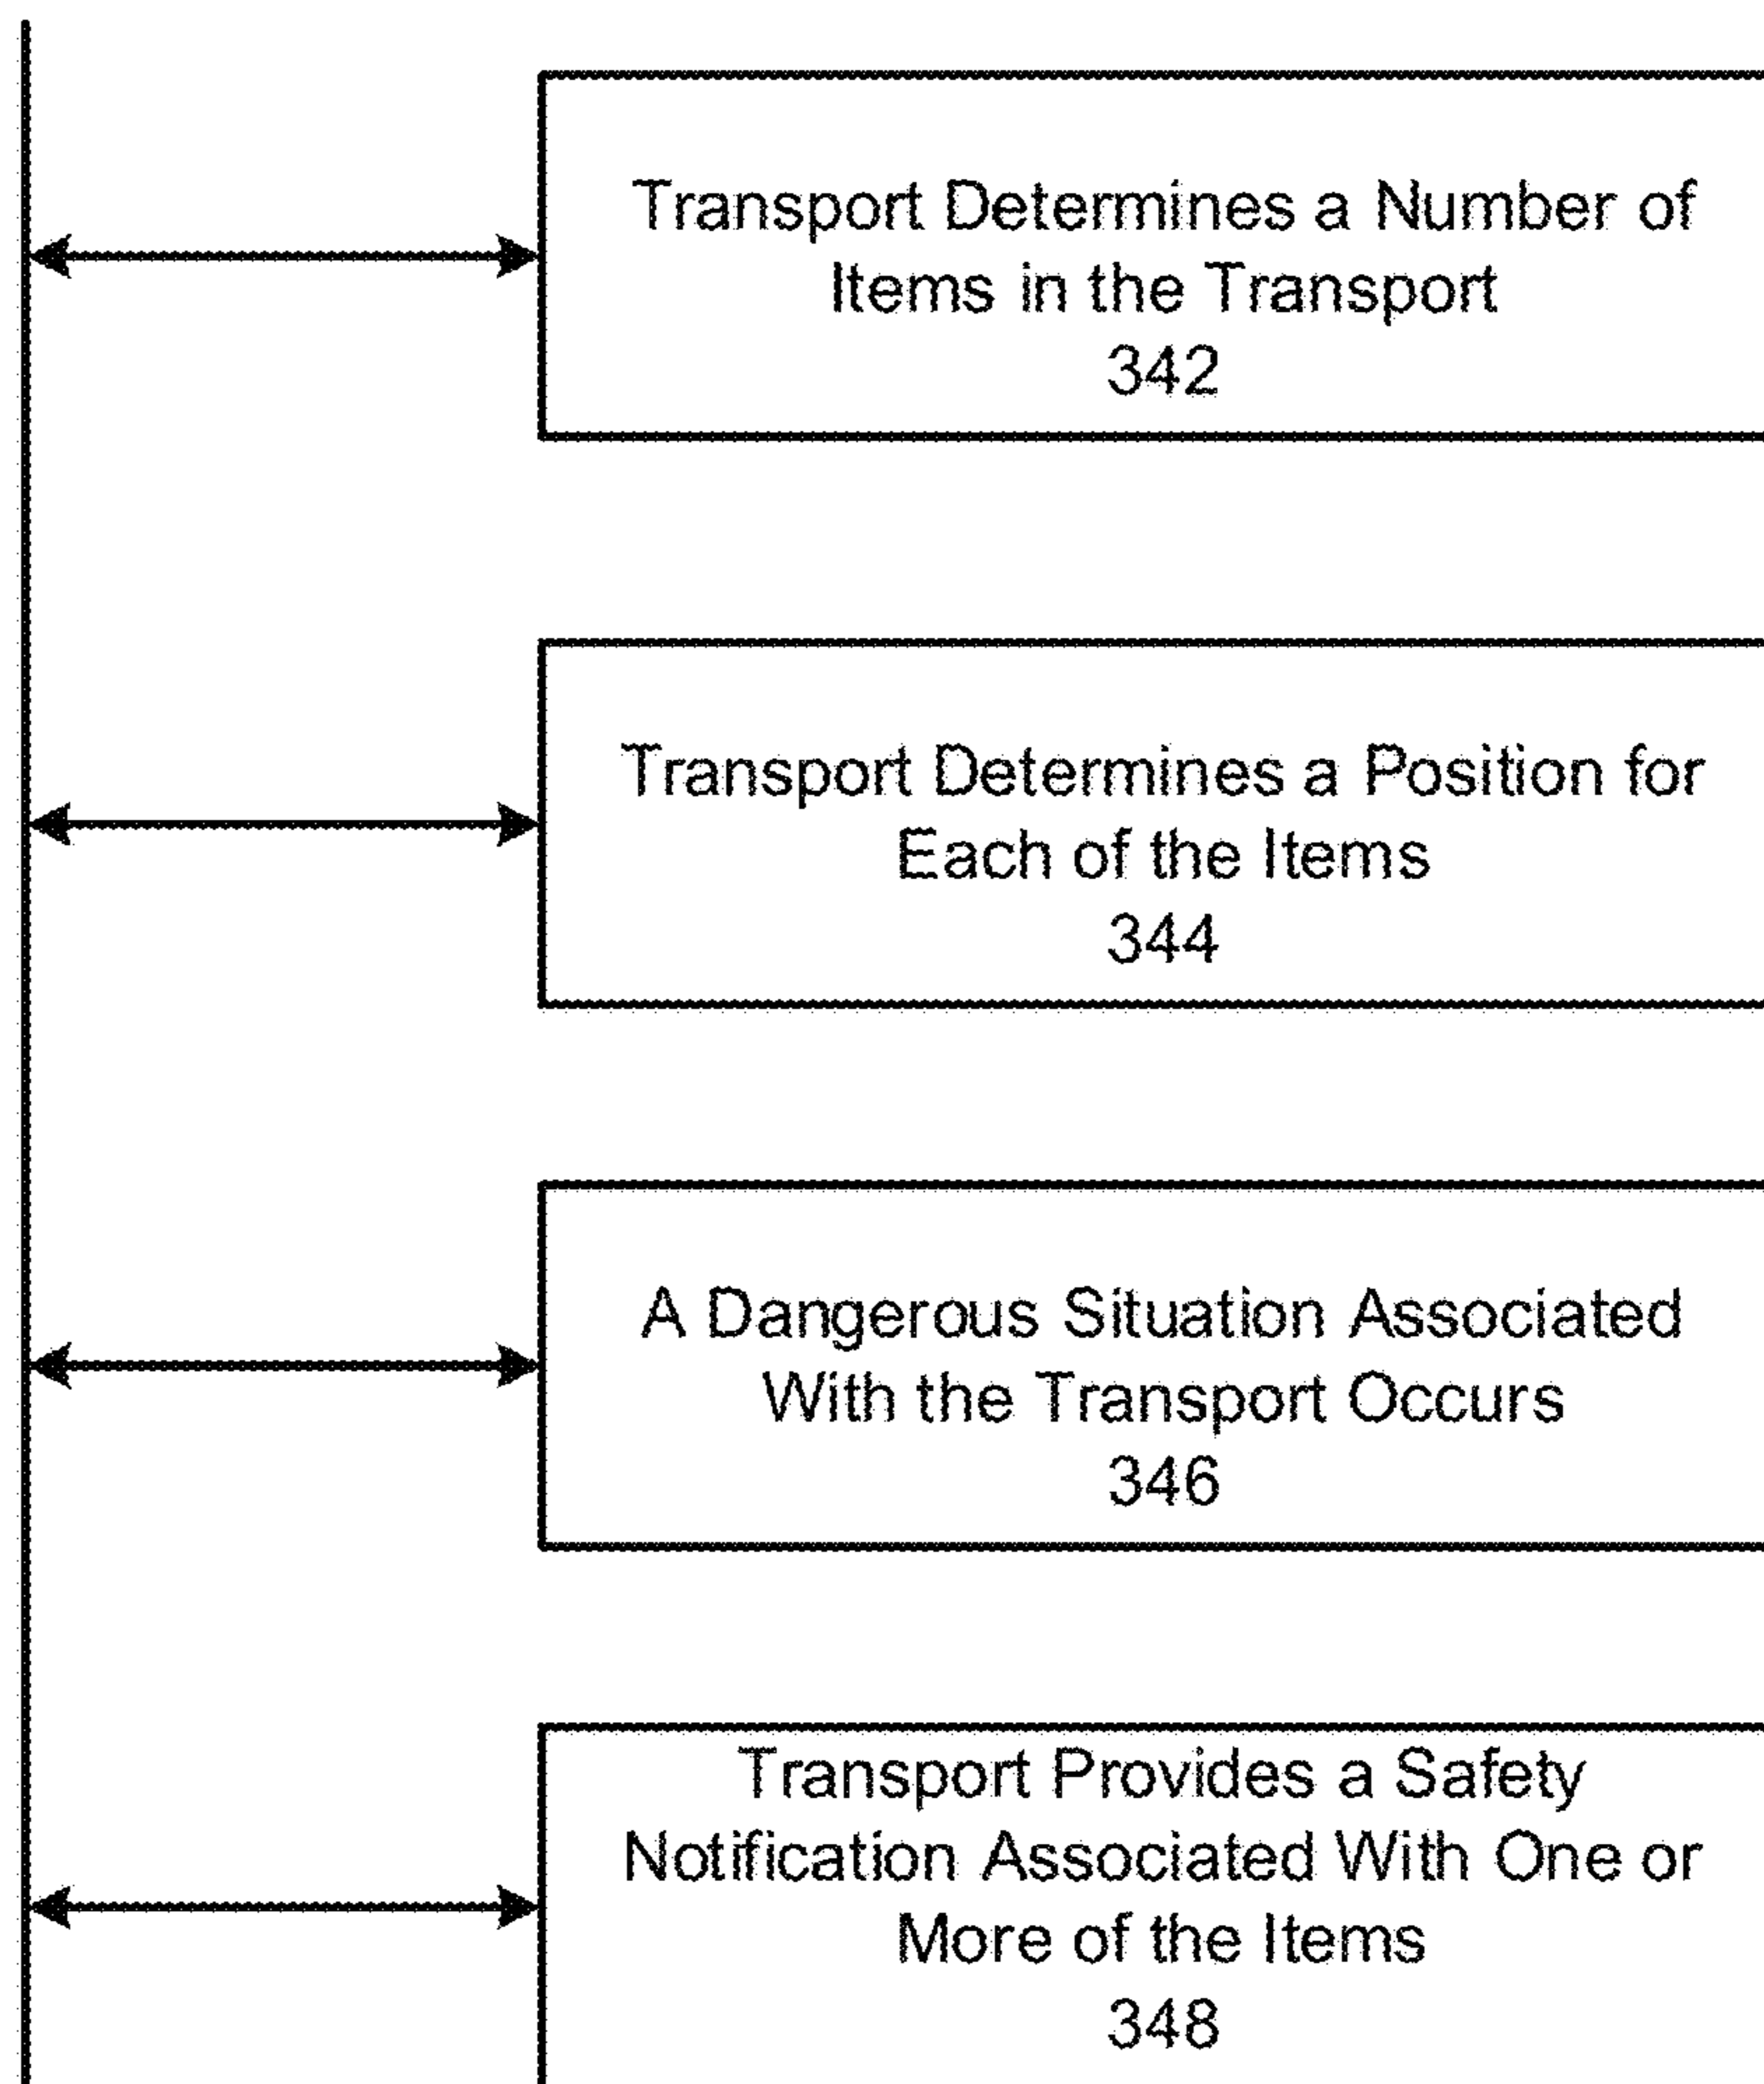 Transport Determines a Number of
Items in the Transport
342
Transport Determines a Position for
Each of the Items
344
A Dangerous Situation Associated
With the Transport Occurs
346
Transport Provides a Safety
Notification Associated With One or
More of the Items
348